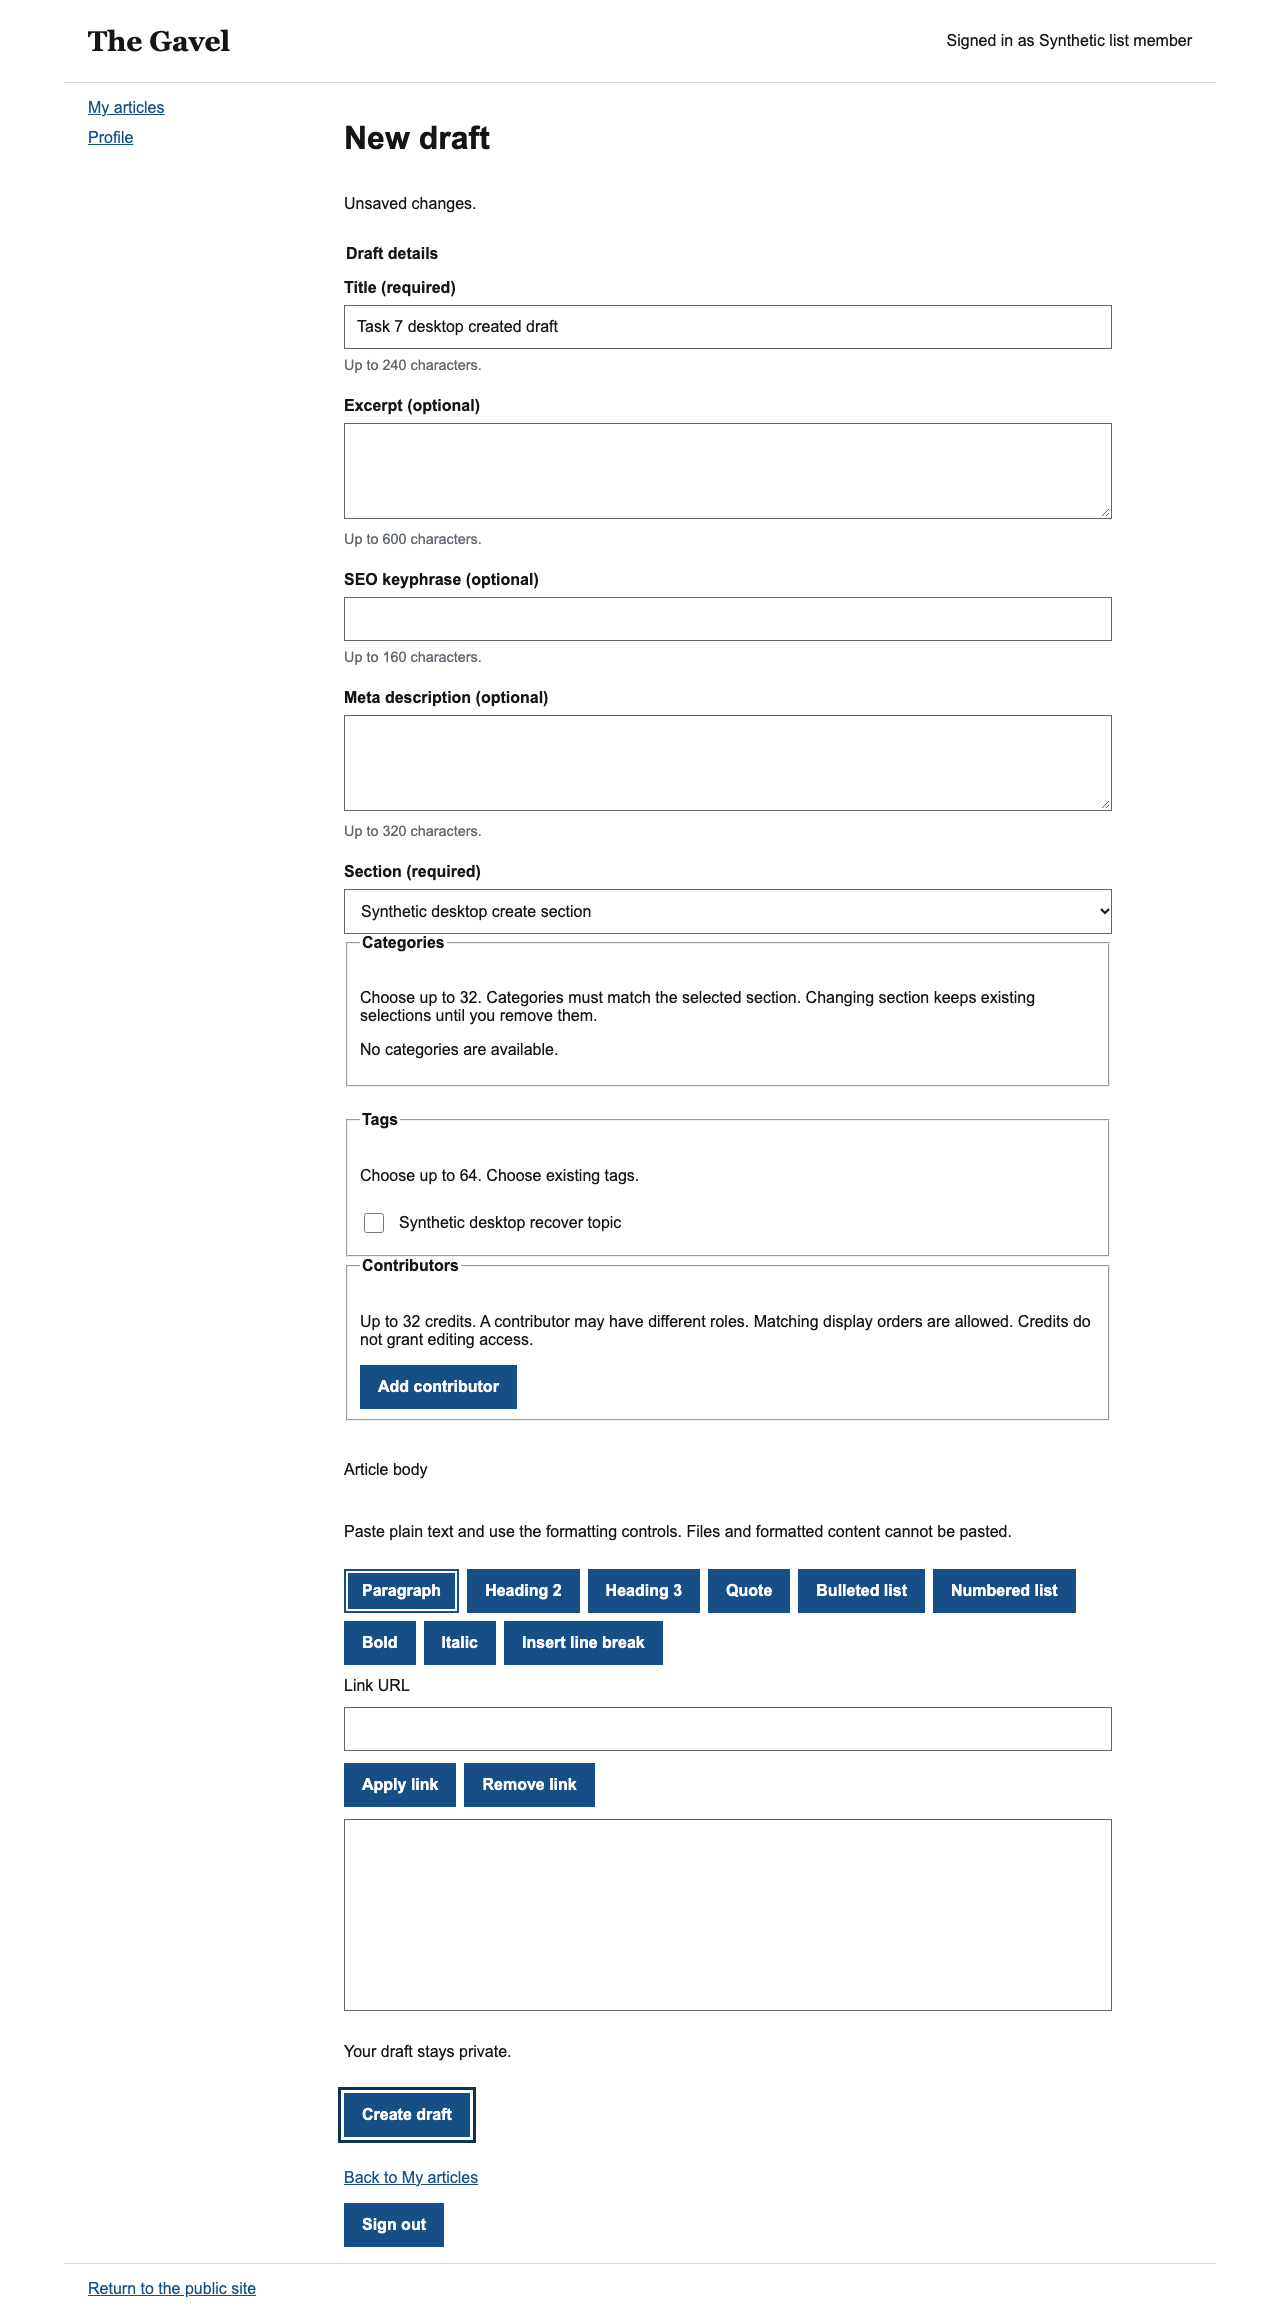 The Gavel
Signed in as Synthetic list member
My articles
Profile
New draft
Unsaved changes.
Draft details
Title (required)
Task 7 desktop created draft
Up to 240 characters.
Excerpt (optional)
Up to 600 characters.
SEO keyphrase (optional)
Up to 160 characters.
Meta description (optional)
Up to 320 characters.
Section (required)
Synthetic desktop create section
Categories
Choose up to 32. Categories must match the selected section. Changing section keeps existing
selections until you remove them.
No categories are available.
Tags
Choose up to 64. Choose existing tags.
Synthetic desktop recover topic
Contributors
Up to 32 credits. A contributor may have different roles. Matching display orders are allowed. Credits do
not grant editing access.
Add contributor
Article body
Paste plain text and use the formatting controls. Files and formatted content cannot be pasted.
Paragraph Heading 2 Heading 3 Quote Bulleted list Numbered list
Bold Italic Insert line break
Link URL
Apply link Remove link
Your draft stays private.
Create draft
Back to My articles
Sign out
Return to the public site